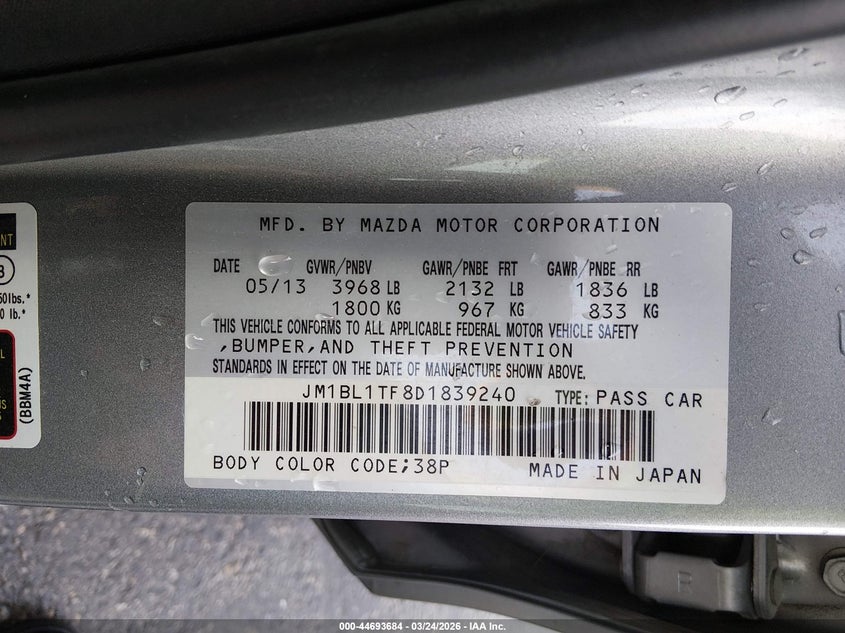 MFD. BY MAZDA MOTOR CORPORATION
DATE GVWR/PNBV GAWR/PNBE FRT GAWR/PNBE RR
05/13 3968 LB 2132 LB 1836 LB
1800 KG 967 KG 833 KG
THIS VEHICLE CONFORMS TO ALL APPLICABLE FEDERAL MOTOR VEHICLE SAFETY
,BUMPER,AND THEFT PREVENTION
STANDARDS IN EFFECT ON THE DATE OF MANUFACTURE SHOWN ABOVE.
JM1BL1TF8D1839240 TYPE: PASS CAR
BODY COLOR CODE;38P MADE IN JAPAN
(BBM4A)
R
000-44693684 - 03/24/2026 - IAA Inc.